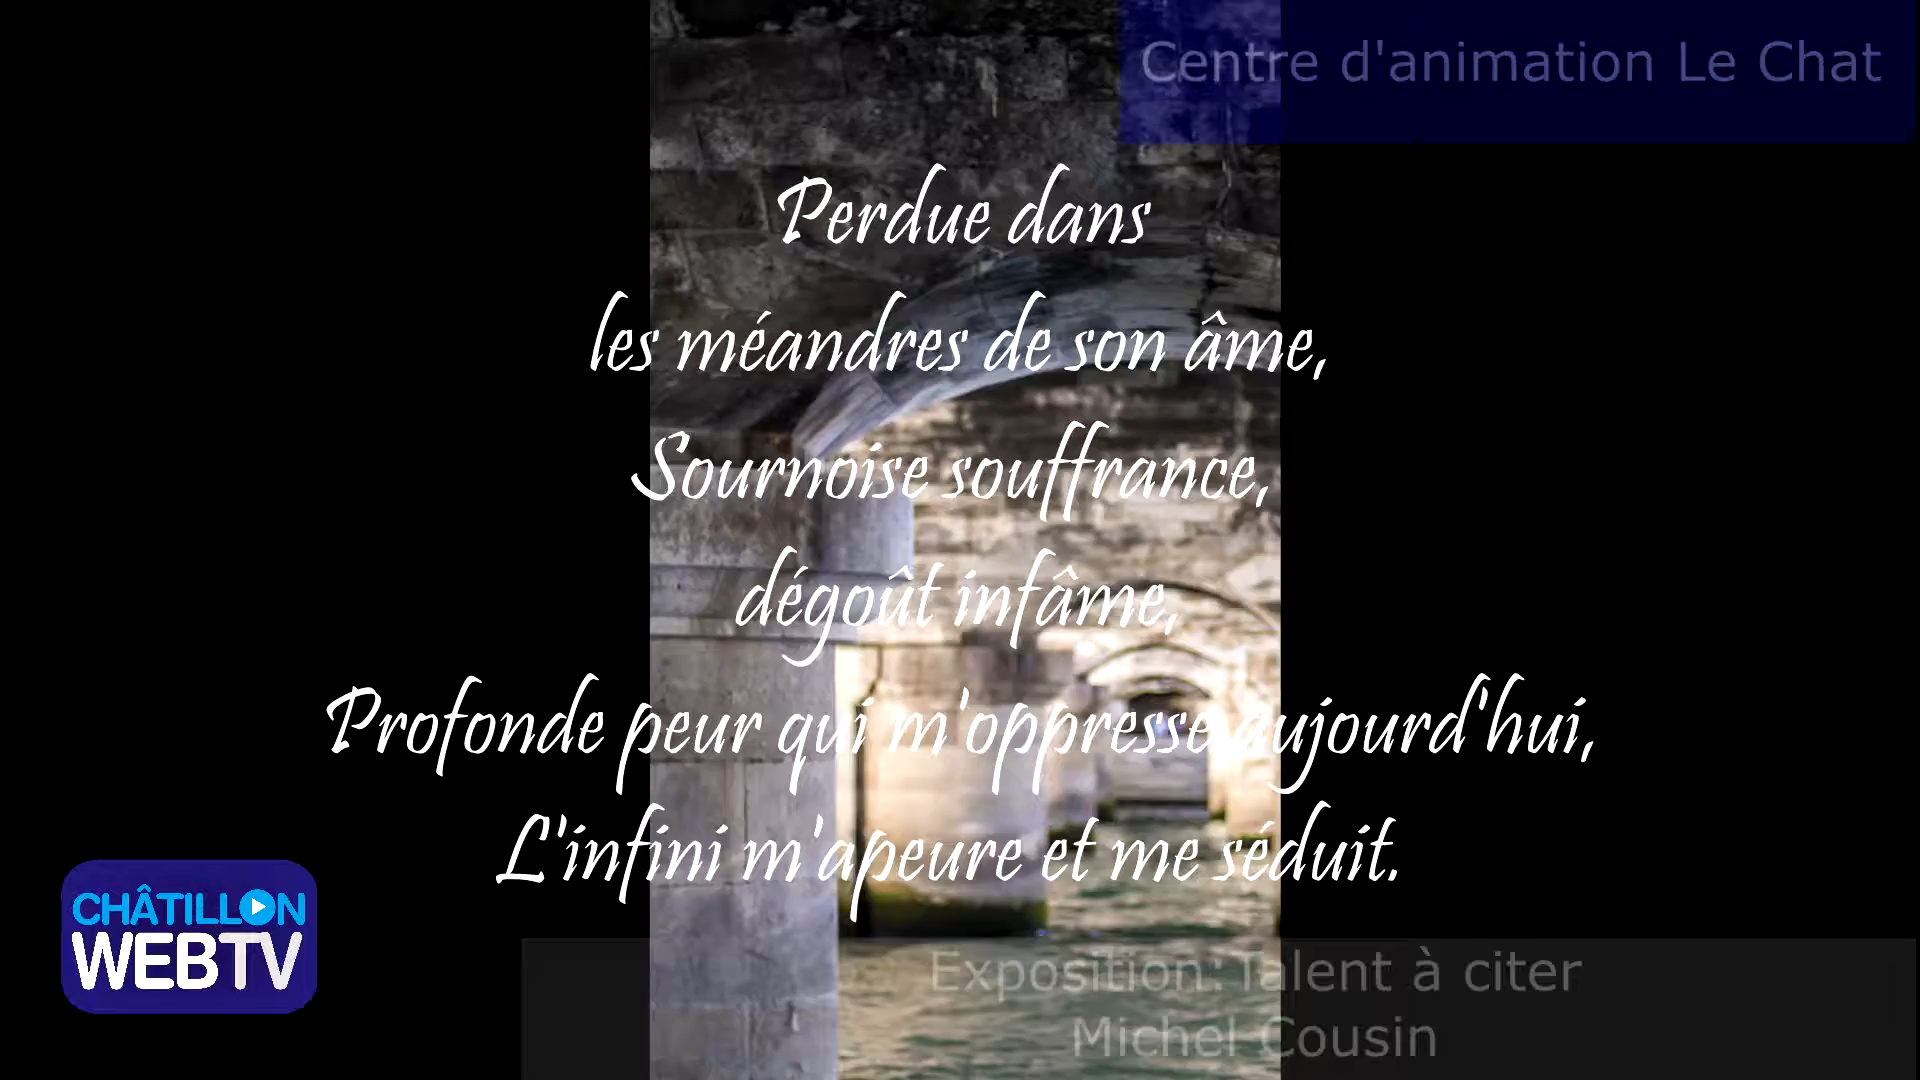 Centre d'animation Le Chat
Perdue dans
les méandres de son âme,
Sournoise souffrance,
dégoût infâme,
Profonde peur qui m'oppresse aujourd'hui,
L'infini m'apeure et me séduit.
CHÂTILLON
WEBTV
Exposition: Talent à citer
Michel Cousin